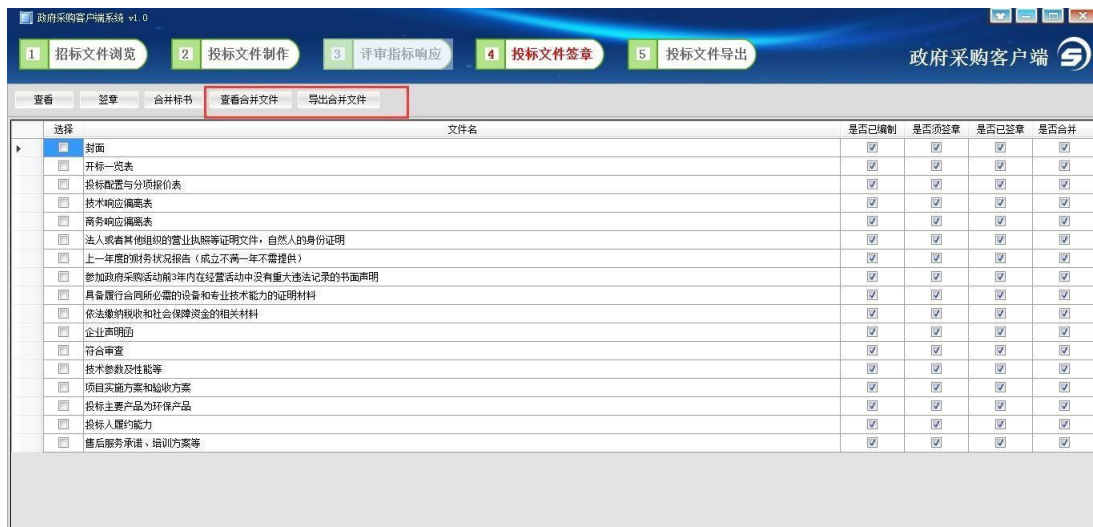 政府采购客户端系统 v1.0
1 招标文件浏览 2 投标文件制作 3 评审指标响应 4 投标文件签章 5 投标文件导出 政府采购客户端
查看 签章 合并标书 查看合并文件 导出合并文件
选择 文件名 是否已编制 是否须签章 是否已签章 是否合并
封面
开标一览表
投标配置与分项报价表
技术响应偏离表
商务响应偏离表
法人或者其他组织的营业执照等证明文件，自然人的身份证明
上一年度的财务状况报告（成立不满一年不需提供）
参加政府采购活动前3年内在经营活动中没有重大违法记录的书面声明
具备履行合同所必需的设备和专业技术能力的证明材料
依法缴纳税收和社会保障资金的相关材料
企业声明函
符合审查
技术参数及性能等
项目实施方案和验收方案
投标主要产品为环保产品
投标人履约能力
售后服务承诺、培训方案等